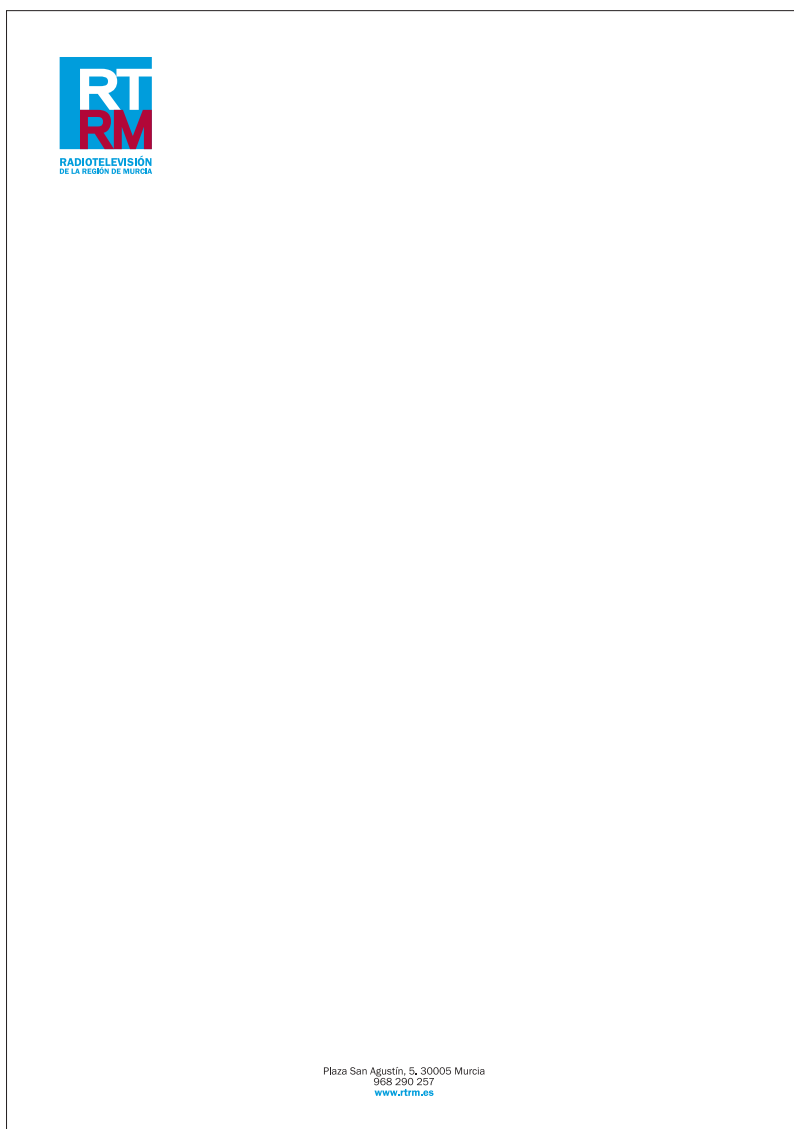 RT
RM
RADIOTELEVISIÓN
DE LA REGIÓN DE MURCIA
Plaza San Agustín, 5. 30005 Murcia
968 290 257
www.rtrm.es